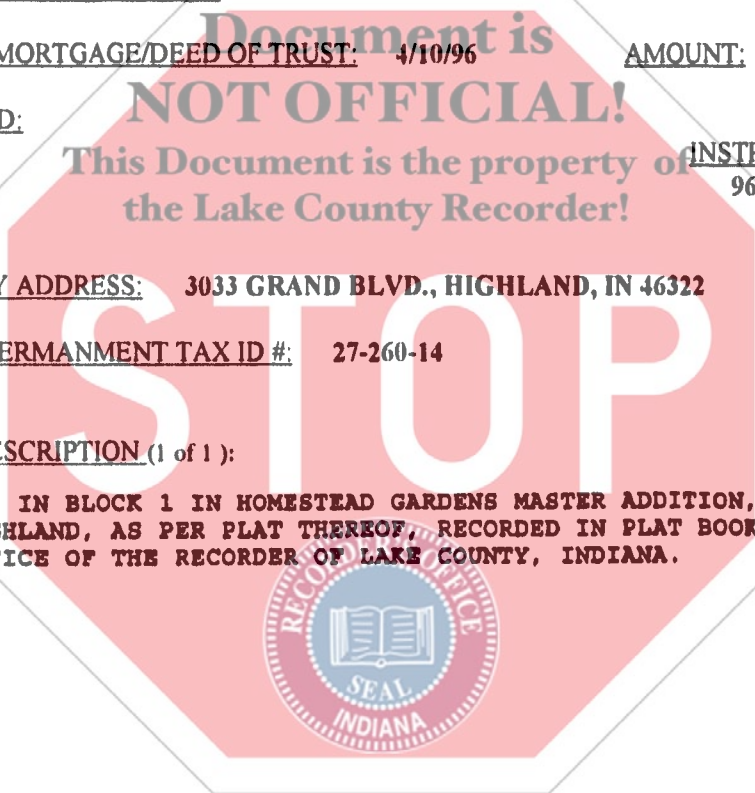 Document is
MORTGAGE/DEED OF TRUST: 4/10/96 AMOUNT:
NOT OFFICIAL!
D:
This Document is the property of
INSTR
96
the Lake County Recorder!
Y ADDRESS: 3033 GRAND BLVD., HIGHLAND, IN 46322
ERMANMENT TAX ID #: 27-260-14
STOP
ESCRIPTION (1 of 1 ):
IN BLOCK 1 IN HOMESTEAD GARDENS MASTER ADDITION,
HLAND, AS PER PLAT THEREOF, RECORDED IN PLAT BOOK
ICE OF THE RECORDER OF LAKE COUNTY, INDIANA.
RECORDER'S OFFICE
SEAL
INDIANA